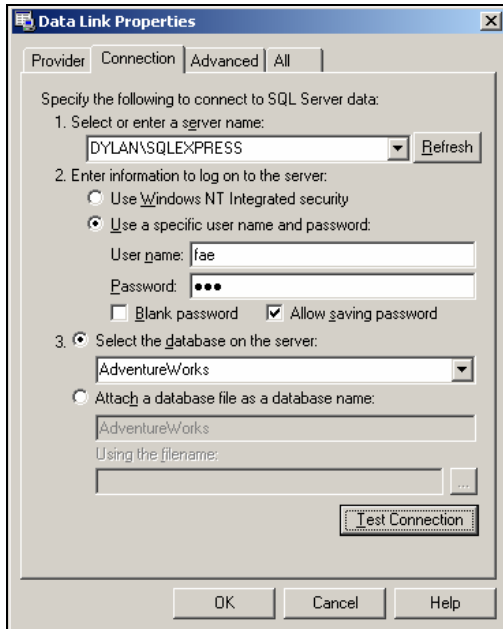 Data Link Properties
Provider Connection Advanced All
Specify the following to connect to SQL Server data:
1. Select or enter a server name:
DYLAN\SQLEXPRESS Refresh
2. Enter information to log on to the server:
Use Windows NT Integrated security
Use a specific user name and password:
User name: fae
Password: ●●●
Blank password Allow saving password
3. Select the database on the server:
AdventureWorks
Attach a database file as a database name:
AdventureWorks
Using the filename:
...
Test Connection
OK Cancel Help